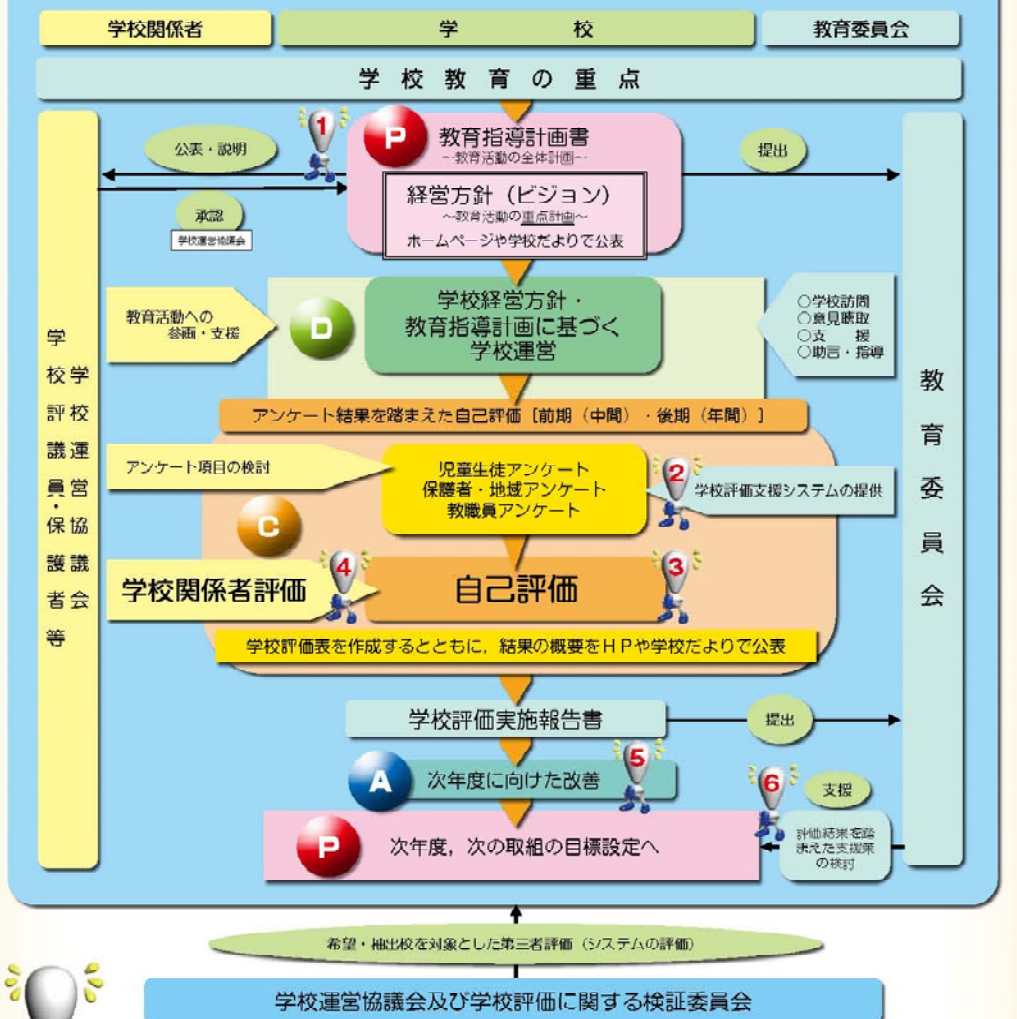 学校関係者
学　校
教育委員会
学校教育の重点
1
P
教育指導計画書
~教育活動の全体計画~
公表・説明
提出
経営方針（ビジョン）
~教育活動の重点計画~
ホームページや学校だよりで公表
承認
学校運営協議会
学校運営協議会
学校評議員・保護者等
教育委員会
教育活動への
参画・支援
D
学校経営方針・
教育指導計画に基づく
学校運営
○学校訪問
○意見聴取
○支　援
○助言・指導
アンケート結果を踏まえた自己評価［前期（中間）・後期（年間）］
アンケート項目の検討
児童生徒アンケート
保護者・地域アンケート
教職員アンケート
2
学校評価支援システムの提供
C
学校関係者評価
4
自己評価
3
学校評価表を作成するとともに，結果の概要をＨＰや学校だよりで公表
学校評価実施報告書
提出
A
次年度に向けた改善
5
6
支援
P
次年度，次の取組の目標設定へ
評価結果を踏
まえた支援策
の検討
希望・抽出校を対象とした第三者評価（システムの評価）
学校運営協議会及び学校評価に関する検証委員会